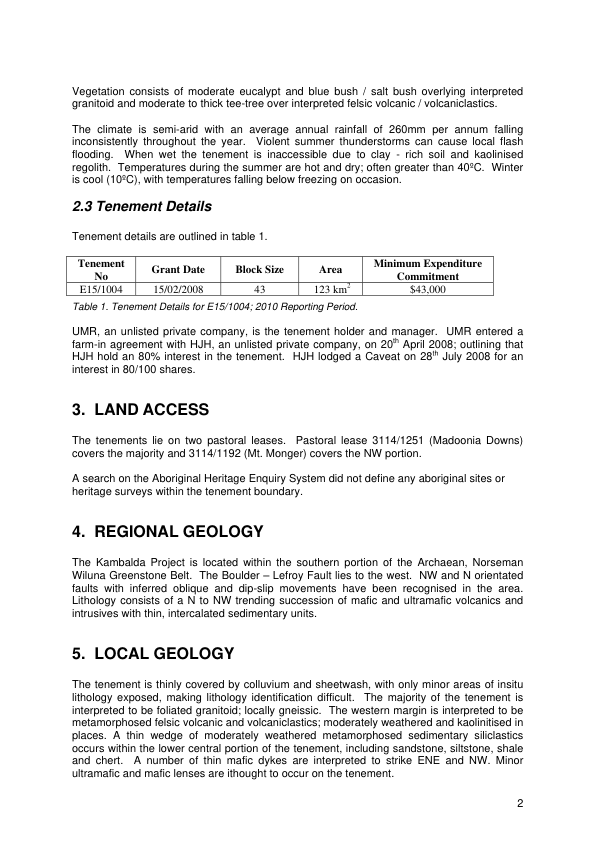 Vegetation consists of moderate eucalypt and blue bush / salt bush overlying interpreted
granitoid and moderate to thick tee-tree over interpreted felsic volcanic / volcaniclastics.
The climate is semi-arid with an average annual rainfall of 260mm per annum falling
inconsistently throughout the year. Violent summer thunderstorms can cause local flash
flooding. When wet the tenement is inaccessible due to clay - rich soil and kaolinised
regolith. Temperatures during the summer are hot and dry; often greater than 40ºC. Winter
is cool (10ºC), with temperatures falling below freezing on occasion.
2.3 Tenement Details
Tenement details are outlined in table 1.
Tenement No | Grant Date | Block Size | Area | Minimum Expenditure Commitment
E15/1004 | 15/02/2008 | 43 | 123 km² | $43,000
Table 1. Tenement Details for E15/1004; 2010 Reporting Period.
UMR, an unlisted private company, is the tenement holder and manager. UMR entered a
farm-in agreement with HJH, an unlisted private company, on 20th April 2008; outlining that
HJH hold an 80% interest in the tenement. HJH lodged a Caveat on 28th July 2008 for an
interest in 80/100 shares.
3. LAND ACCESS
The tenements lie on two pastoral leases. Pastoral lease 3114/1251 (Madoonia Downs)
covers the majority and 3114/1192 (Mt. Monger) covers the NW portion.
A search on the Aboriginal Heritage Enquiry System did not define any aboriginal sites or
heritage surveys within the tenement boundary.
4. REGIONAL GEOLOGY
The Kambalda Project is located within the southern portion of the Archaean, Norseman
Wiluna Greenstone Belt. The Boulder – Lefroy Fault lies to the west. NW and N orientated
faults with inferred oblique and dip-slip movements have been recognised in the area.
Lithology consists of a N to NW trending succession of mafic and ultramafic volcanics and
intrusives with thin, intercalated sedimentary units.
5. LOCAL GEOLOGY
The tenement is thinly covered by colluvium and sheetwash, with only minor areas of insitu
lithology exposed, making lithology identification difficult. The majority of the tenement is
interpreted to be foliated granitoid; locally gneissic. The western margin is interpreted to be
metamorphosed felsic volcanic and volcaniclastics; moderately weathered and kaolinitised in
places. A thin wedge of moderately weathered metamorphosed sedimentary siliclastics
occurs within the lower central portion of the tenement, including sandstone, siltstone, shale
and chert. A number of thin mafic dykes are interpreted to strike ENE and NW. Minor
ultramafic and mafic lenses are ithought to occur on the tenement.
2